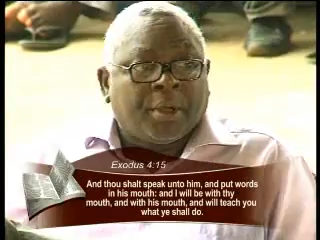 Exodus 4:15
And thou shalt speak unto him, and put words
in his mouth: and I will be with thy
mouth, and with his mouth, and will teach you
what ye shall do.